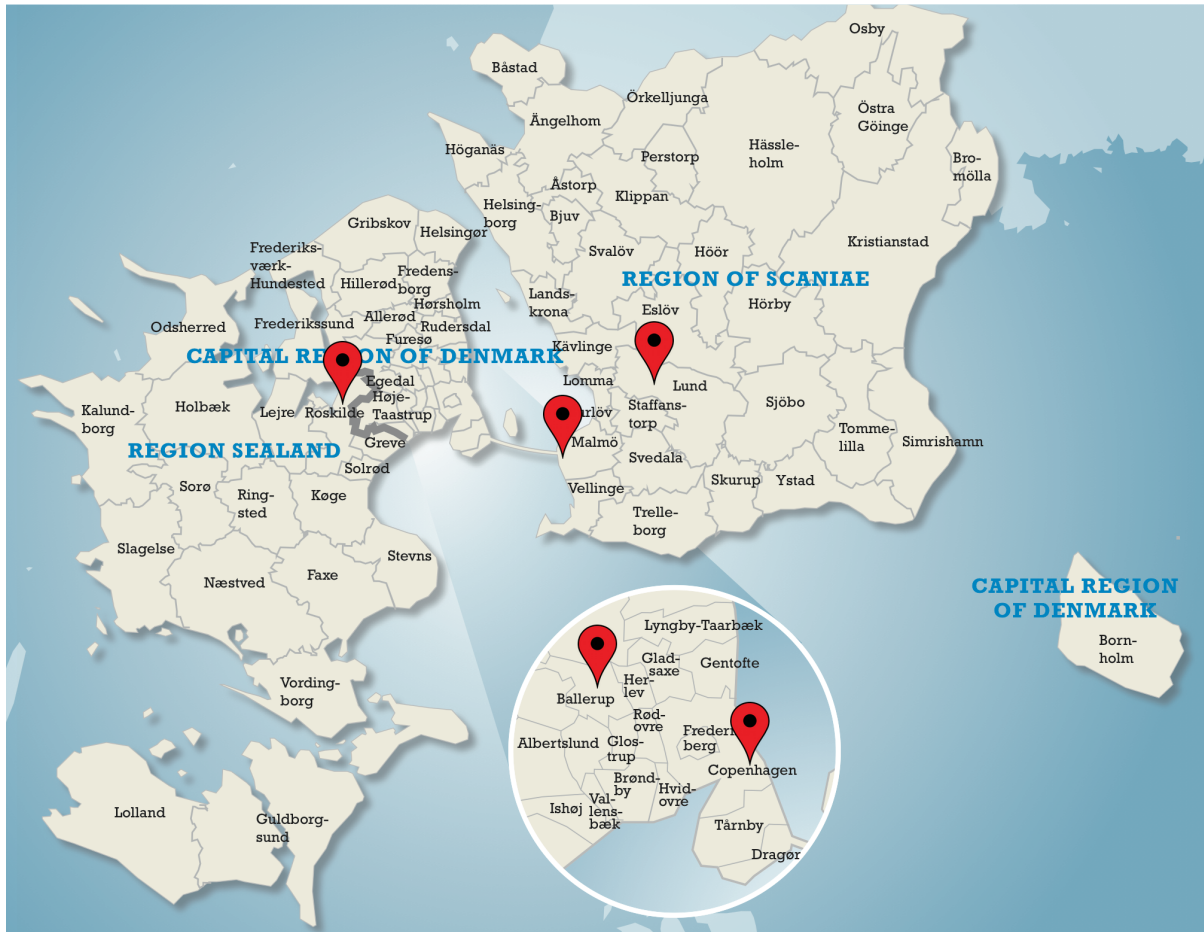 Osby
Båstad
Örkelljunga
Östra
Göinge
Ängelhom
Hässle-
holm
Höganäs
Perstorp
Bro-
mölla
Åstorp
Klippan
Helsing-
borg
Bjuv
Gribskov
Helsingør
Svalöv
Höör
Kristianstad
Frederiks-
værk-
Hundested
Hillerød
Fredens-
borg
REGION OF SCANIAE
Lands-
krona
Hørsholm
Hörby
Eslöv
Odsherred
Frederikssund
Allerød
Rudersdal
Furesø
Kävlinge
CAPITAL REGION OF DENMARK
Egedal
Lomma
Lund
Holbæk
Høje-
Taastrup
Kalund-
borg
Lejre
Roskilde
Staffans-
torp
Sjöbo
Tomme-
lilla
Simrishamn
Greve
Malmö
REGION SEALAND
Solrød
Svedala
Skurup
Ystad
Sorø
Ring-
sted
Køge
Vellinge
Trelle-
borg
Slagelse
Stevns
Næstved
Faxe
CAPITAL REGION
OF DENMARK
Born-
holm
Lyngby-Taarbæk
Glad-
saxe
Gentofte
Her-
lev
Ballerup
Vording-
borg
Rød-
ovre
berg
Albertslund
Glos-
trup
Copenhagen
Brønd-
by
Hvid-
ovre
Ishøj
Val-
lens-
bæk
Tårnby
Dragør
Lolland
Guldborg-
sund